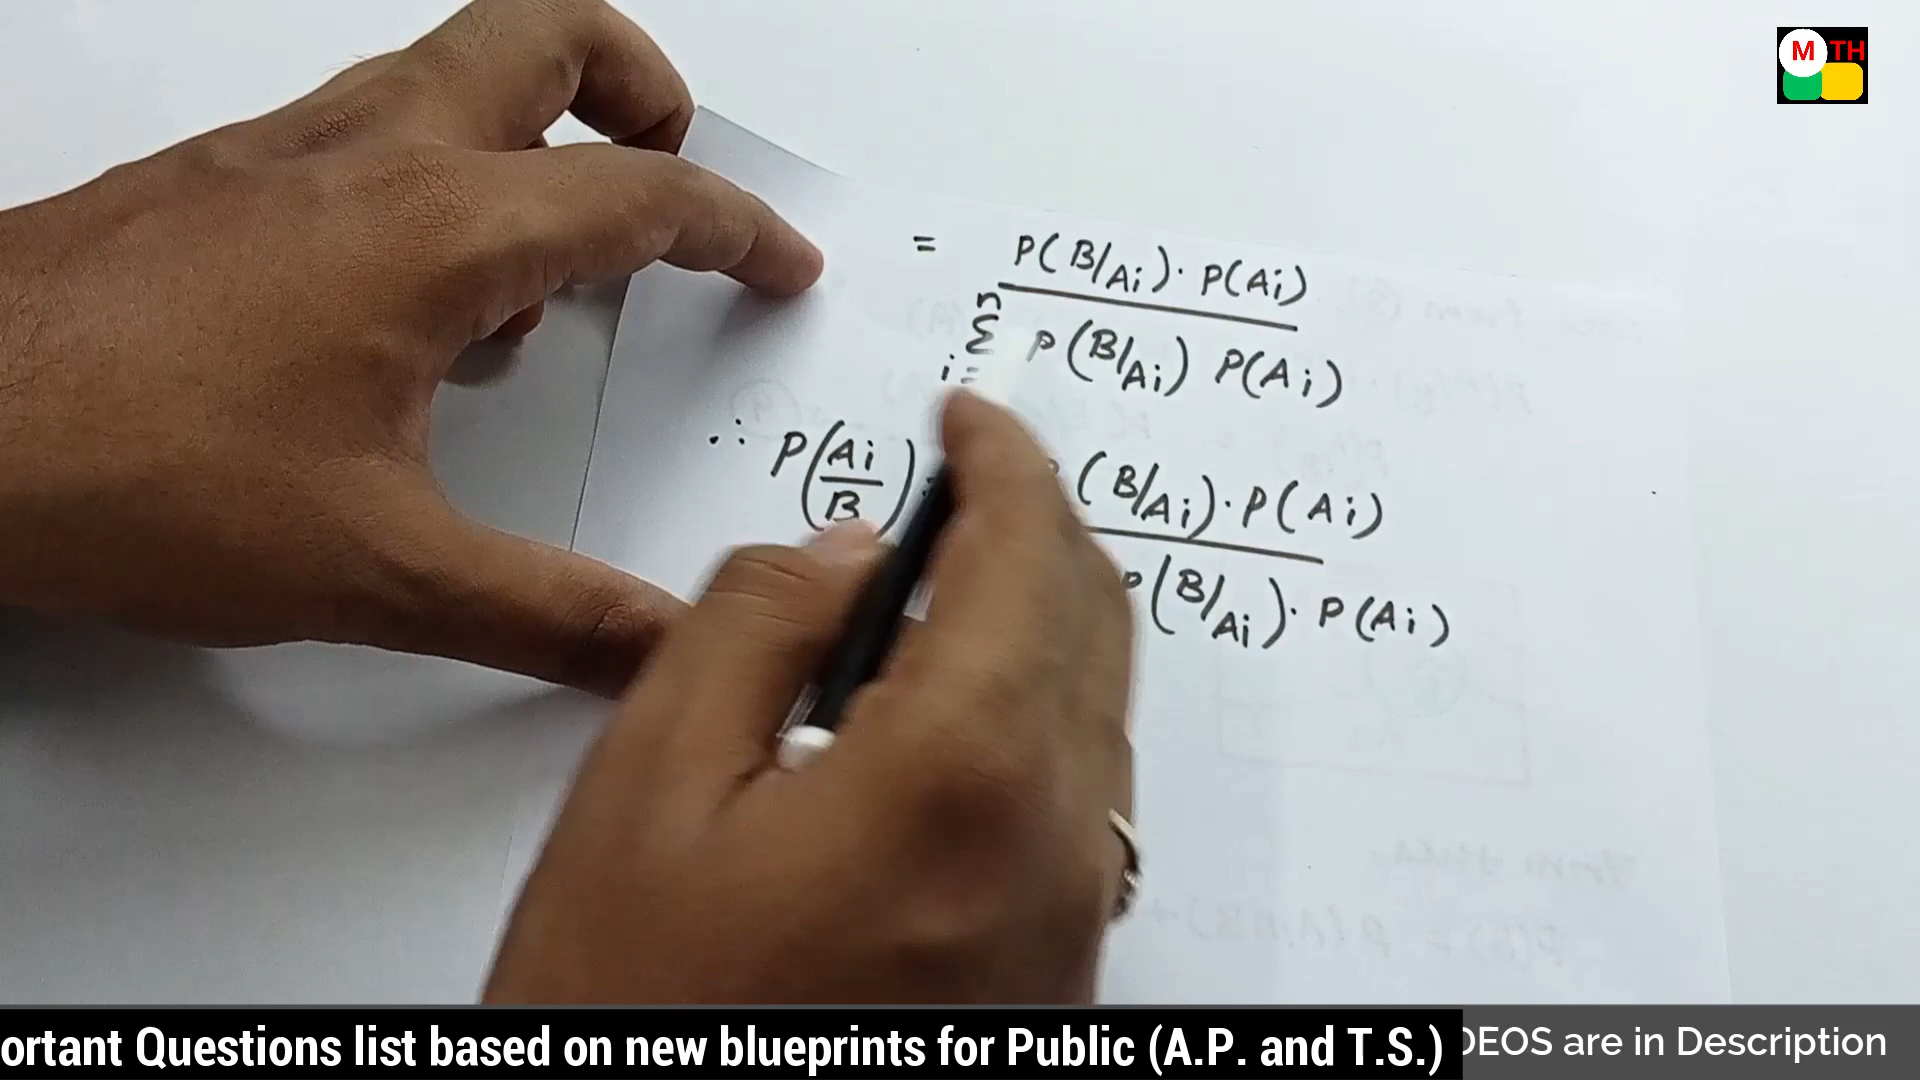 M TH
= P(B/Ai)· P(Ai)
n
Σ P(B/Ai) P(Ai)
i =
∴ P(Ai/B) = (B/Ai)· P(Ai)
P(B/Ai)· P(Ai)
ortant Questions list based on new blueprints for Public (A.P. and T.S.) DEOS are in Description